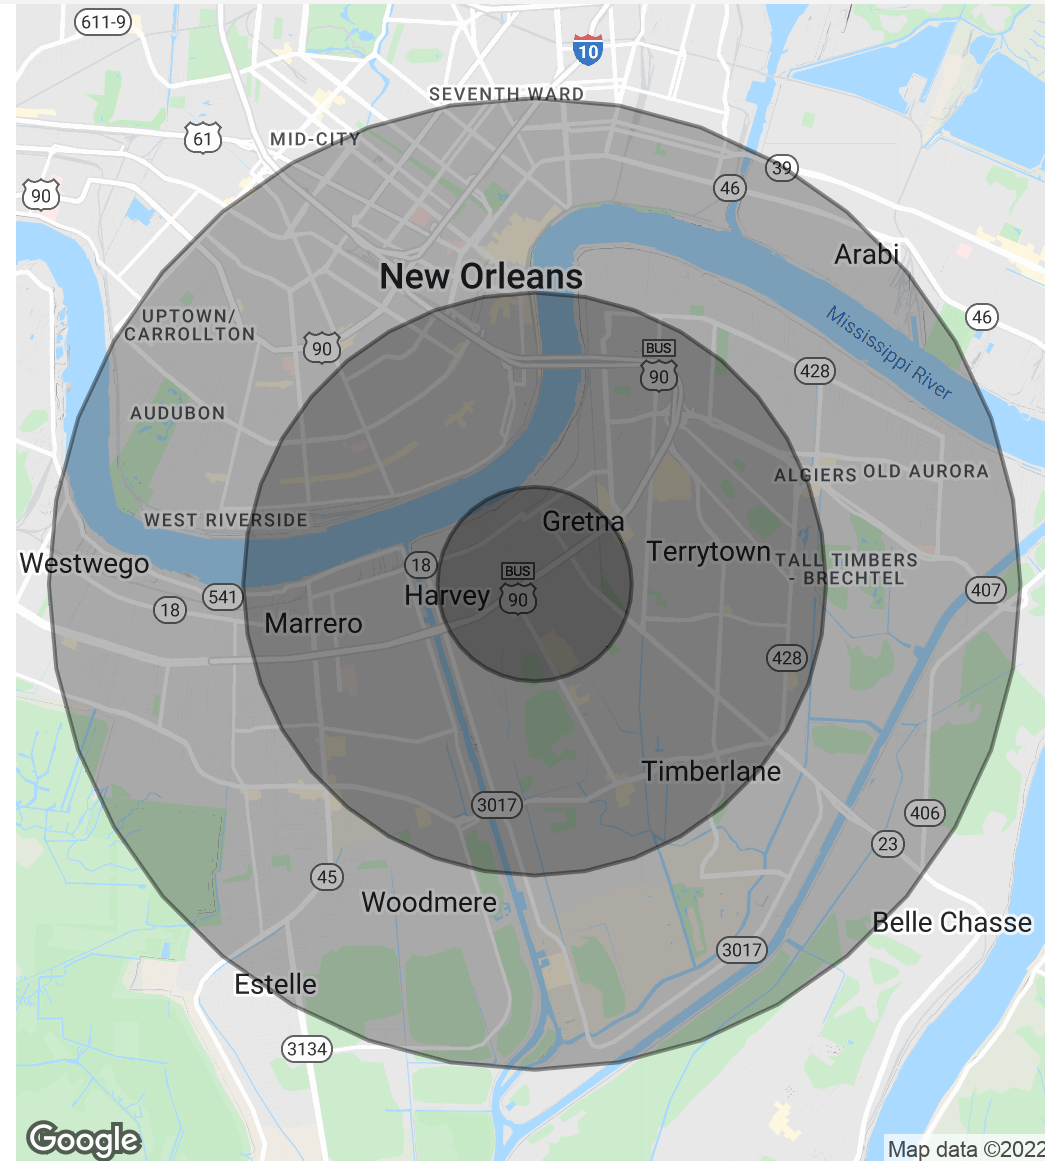 611-9
10
SEVENTH WARD
61
MID-CITY
39
90
46
Arabi
New Orleans
UPTOWN/
CARROLLTON
46
Mississippi River
90
BUS
90
428
AUDUBON
ALGIERS
OLD AURORA
WEST RIVERSIDE
Gretna
Westwego
18
BUS
90
Terrytown
TALL TIMBERS
- BRECHTEL
18
541
Harvey
407
Marrero
428
Timberlane
3017
406
23
45
Woodmere
Belle Chasse
3017
Estelle
3134
Google
Map data ©2022